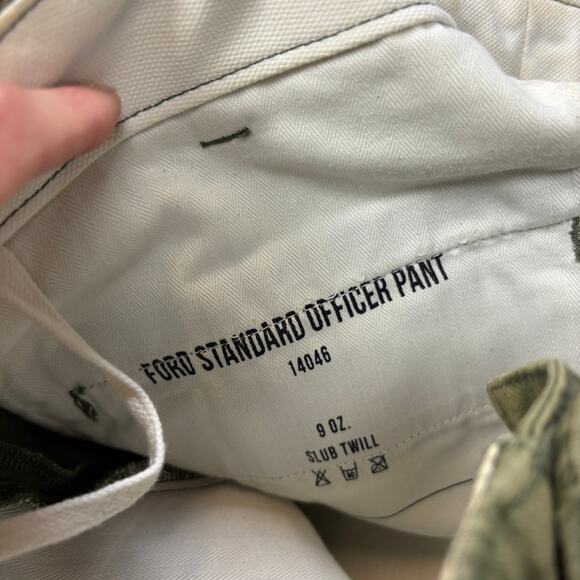 FORD STANDARD OFFICER PANT
14046
9 OZ.
SLUB TWILL